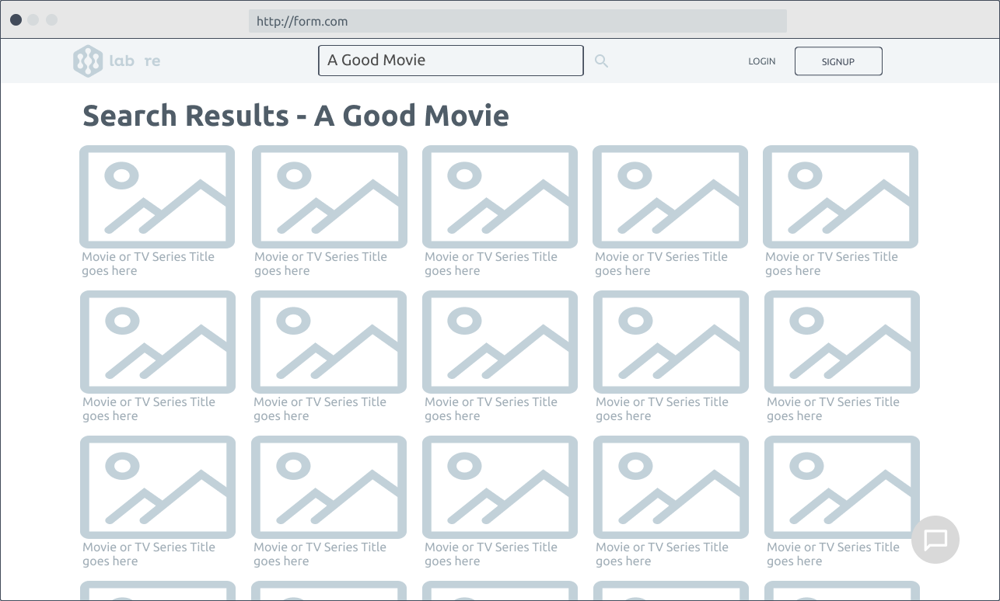 http://form.com
lab re
A Good Movie
LOGIN
SIGNUP
Search Results - A Good Movie
Movie or TV Series Title
goes here
Movie or TV Series Title
goes here
Movie or TV Series Title
goes here
Movie or TV Series Title
goes here
Movie or TV Series Title
goes here
Movie or TV Series Title
goes here
Movie or TV Series Title
goes here
Movie or TV Series Title
goes here
Movie or TV Series Title
goes here
Movie or TV Series Title
goes here
Movie or TV Series Title
goes here
Movie or TV Series Title
goes here
Movie or TV Series Title
goes here
Movie or TV Series Title
goes here
Movie or TV Series Title
goes here